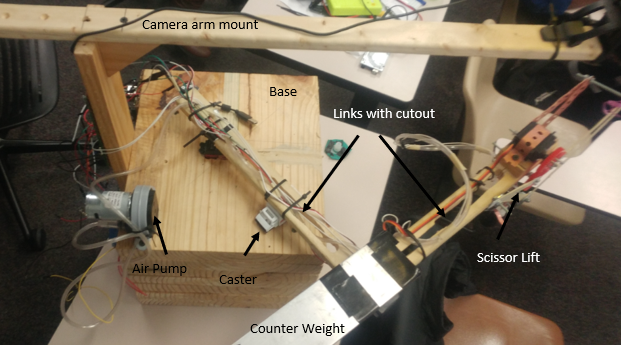 Camera arm mount
Base
Links with cutout
Scissor Lift
Air Pump
Caster
Counter Weight